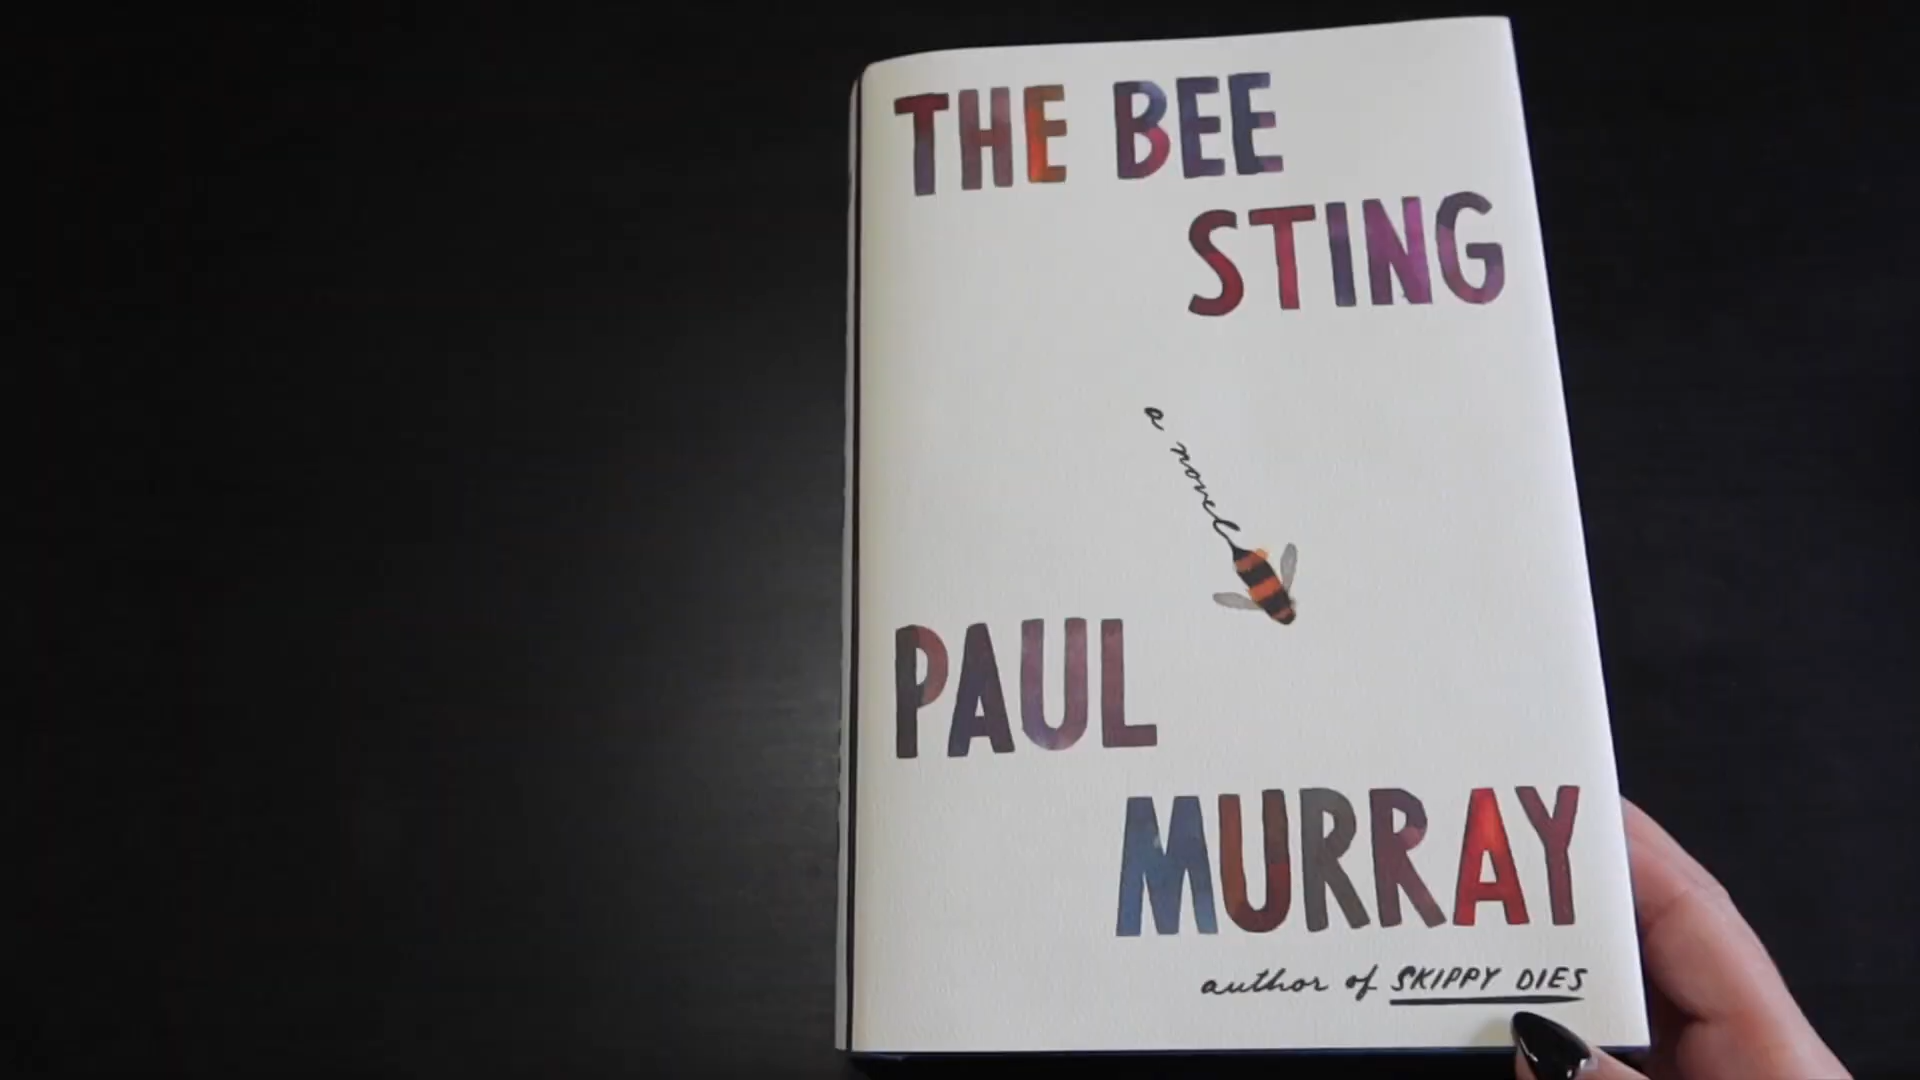 THE BEE
STING
a novel
PAUL
MURRAY
author of SKIPPY DIES